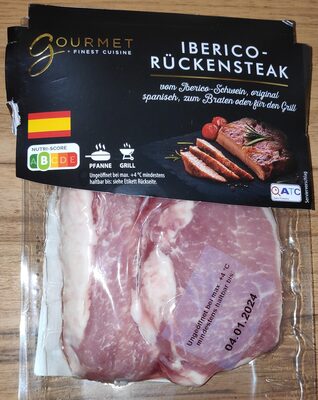 GOURMET
FINEST CUISINE
IBERICO-
RÜCKENSTEAK
vom Iberico-Schwein, original
spanisch, zum Braten oder für den Grill
NUTRI-SCORE
A B C D E
PFANNE GRILL
Ungeöffnet bei max. +4 °C mindestens
haltbar bis: siehe Etikett Rückseite.
QATC
Serviervorschlag
Ungeöffnet bei max +4 °C
mindestens haltbar bis:
04.01.2024